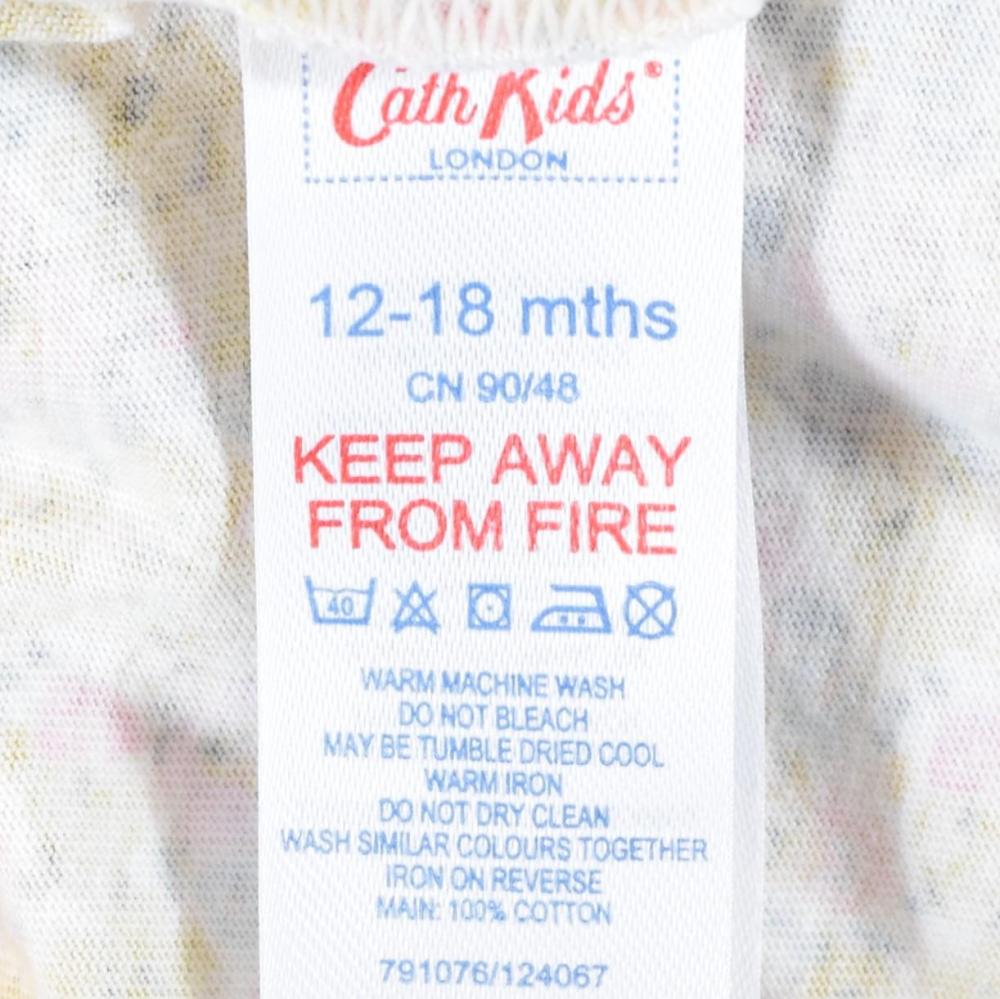 Cath Kids®
LONDON
12-18 mths
CN 90/48
KEEP AWAY
FROM FIRE
40
WARM MACHINE WASH
DO NOT BLEACH
MAY BE TUMBLE DRIED COOL
WARM IRON
DO NOT DRY CLEAN
WASH SIMILAR COLOURS TOGETHER
IRON ON REVERSE
MAIN: 100% COTTON
791076/124067